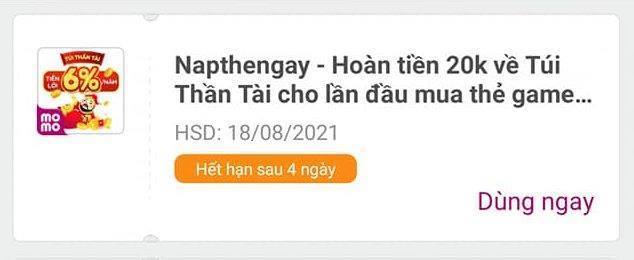 TÚI THẦN TÀI
TIỀN LỜI 6% /NĂM
mo
mo
Napthengay - Hoàn tiền 20k về Túi
Thần Tài cho lần đầu mua thẻ game...
HSD: 18/08/2021
Hết hạn sau 4 ngày
Dùng ngay